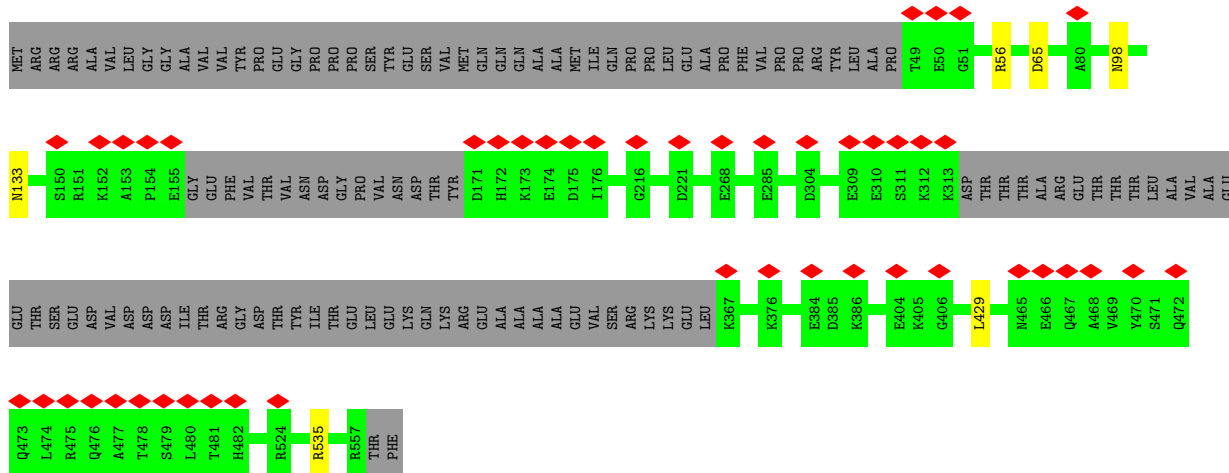 MET ARG ARG ARG ALA VAL LEU GLY GLY ALA VAL VAL TYR PRO GLU GLY PRO PRO PRO SER TYR GLU SER VAL MET GLN GLN GLN ALA ALA MET ILE GLN PRO PRO LEU GLU ALA PRO PHE VAL PRO PRO ARG TYR LEU ALA PRO T49 E50 G51 R56 D65 A80 N98
N133 S150 R151 K152 A153 P154 E155 GLY GLU PHE VAL THR VAL ASN ASP GLY PRO VAL ASN ASP THR TYR D171 H172 K173 E174 D175 I176 G216 D221 E268 E285 D304 E309 E310 S311 K312 K313 ASP THR THR THR ALA ARG GLU THR THR THR LEU ALA VAL ALA GLU
GLU THR SER GLU ASP VAL ASP ASP ASP ILE THR ARG GLY ASP THR TYR ILE THR GLU LEU GLU LYS GLN LYS ARG GLU ALA ALA ALA ALA GLU VAL SER ARG LYS LYS GLU LEU K367 K376 E384 D385 K386 E404 K405 G406 L429 N465 E466 Q467 A468 V469 Y470 S471 Q472
Q473 L474 R475 Q476 A477 T478 S479 L480 T481 H482 R524 R535 R557 THR PHE